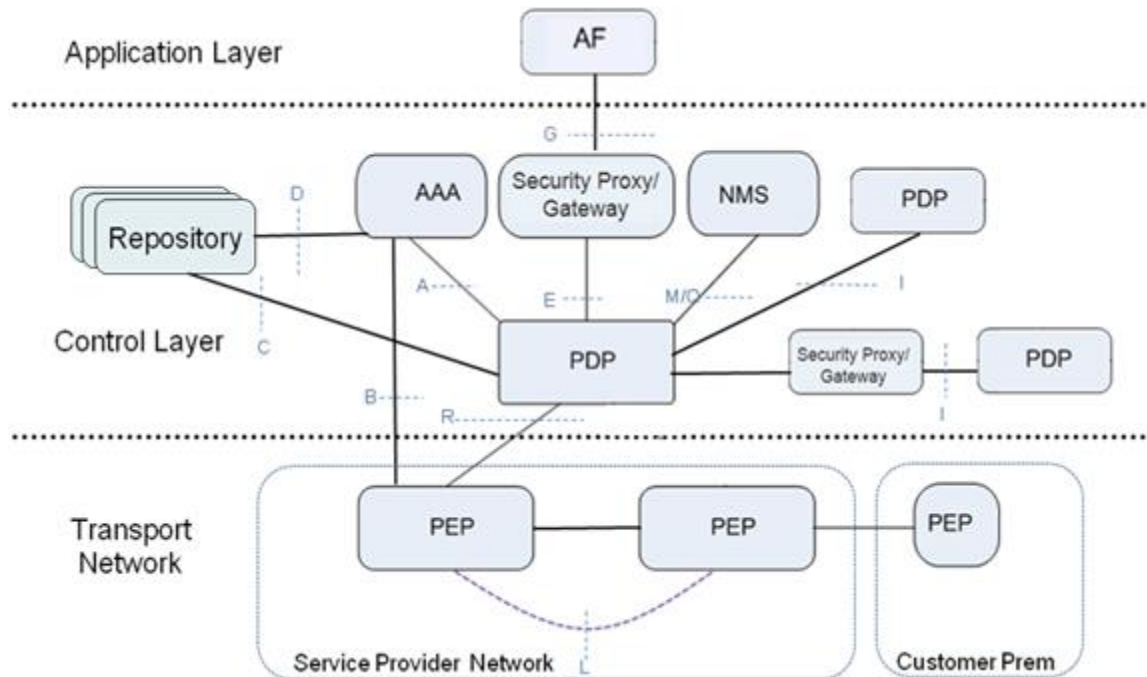 AF
Application Layer
G
D
AAA
Security Proxy/
Gateway
NMS
PDP
Repository
A
E
M/O
I
Control Layer
C
PDP
Security Proxy/
Gateway
PDP
B
R
I
PEP
PEP
PEP
Transport
Network
Service Provider Network
L
Customer Prem